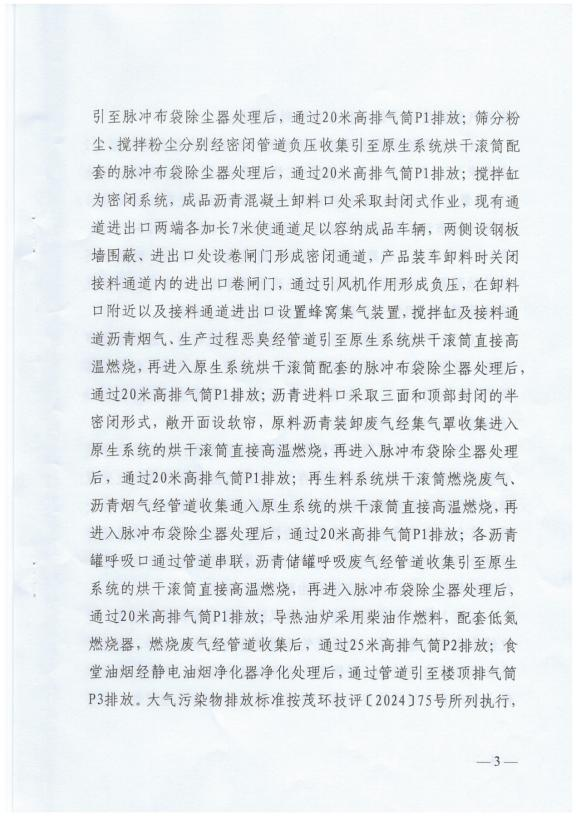 引至脉冲布袋除尘器处理后，通过20米高排气筒P1排放；筛分粉
尘、搅拌粉尘分别经密闭管道负压收集引至原生系统烘干滚筒配
套的脉冲布袋除尘器处理后，通过20米高排气筒P1排放；搅拌缸
为密闭系统，成品沥青混凝土卸料口处采取封闭式作业，现有通
道进出口两端各加长7米使通道足以容纳成品车辆，两侧设钢板
墙围蔽、进出口处设卷闸门形成密闭通道，产品装车卸料时关闭
接料通道内的进出口卷闸门，通过引风机作用形成负压，在卸料
口附近以及接料通道进出口设置蜂窝集气装置，搅拌缸及接料通
道沥青烟气、生产过程恶臭经管道引至原生系统烘干滚筒直接高
温燃烧，再进入原生系统烘干滚筒配套的脉冲布袋除尘器处理后，
通过20米高排气筒P1排放；沥青进料口采取三面和顶部封闭的半
密闭形式，敞开面设软帘，原料沥青装卸废气经集气罩收集进入
原生系统的烘干滚筒直接高温燃烧，再进入脉冲布袋除尘器处理
后，通过20米高排气筒P1排放；再生料系统烘干滚筒燃烧废气、
沥青烟气经管道收集通入原生系统的烘干滚筒直接高温燃烧，再
进入脉冲布袋除尘器处理后，通过20米高排气筒P1排放；各沥青
罐呼吸口通过管道串联，沥青储罐呼吸废气经管道收集引至原生
系统的烘干滚筒直接高温燃烧，再进入脉冲布袋除尘器处理后，
通过20米高排气筒P1排放；导热油炉采用柴油作燃料，配套低氮
燃烧器，燃烧废气经管道收集后，通过25米高排气筒P2排放；食
堂油烟经静电油烟净化器净化处理后，通过管道引至楼顶排气筒
P3排放。大气污染物排放标准按茂环技评〔2024〕75号所列执行，
—3—